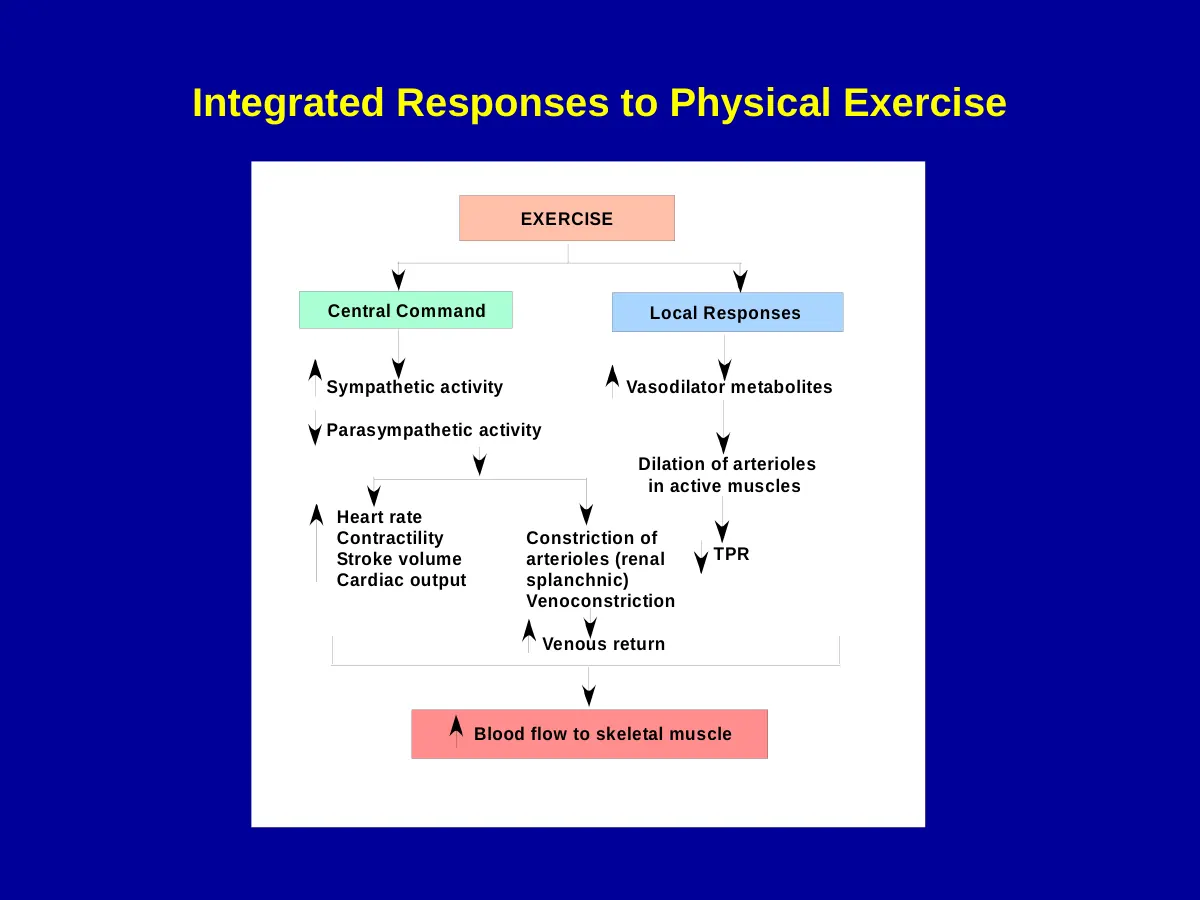 Integrated Responses to Physical Exercise
EXERCISE
Central Command
Local Responses
Sympathetic activity
Parasympathetic activity
Vasodilator metabolites
Dilation of arterioles
in active muscles
TPR
Heart rate
Contractility
Stroke volume
Cardiac output
Constriction of
arterioles (renal
splanchnic)
Venoconstriction
Venous return
Blood flow to skeletal muscle